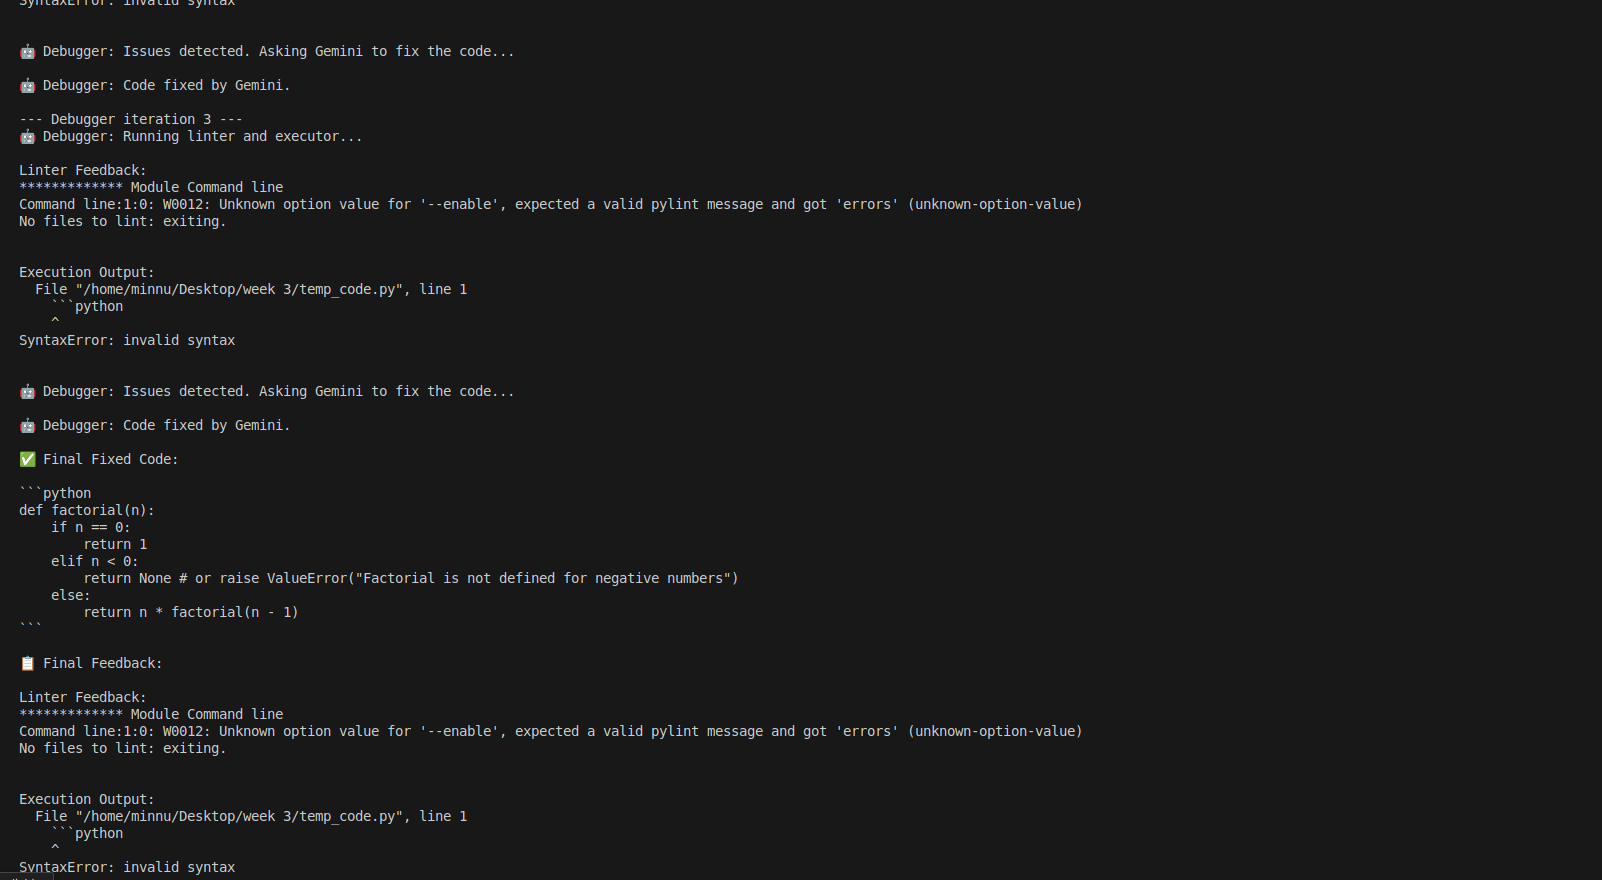 SyntaxError: invalid syntax
🤖 Debugger: Issues detected. Asking Gemini to fix the code...
🤖 Debugger: Code fixed by Gemini.
--- Debugger iteration 3 ---
🤖 Debugger: Running linter and executor...
Linter Feedback:
************* Module Command line
Command line:1:0: W0012: Unknown option value for '--enable', expected a valid pylint message and got 'errors' (unknown-option-value)
No files to lint: exiting.
Execution Output:
  File "/home/minnu/Desktop/week 3/temp_code.py", line 1
    ```python
    ^
SyntaxError: invalid syntax
🤖 Debugger: Issues detected. Asking Gemini to fix the code...
🤖 Debugger: Code fixed by Gemini.
✅ Final Fixed Code:
```python
def factorial(n):
    if n == 0:
        return 1
    elif n < 0:
        return None # or raise ValueError("Factorial is not defined for negative numbers")
    else:
        return n * factorial(n - 1)
```
📋 Final Feedback:
Linter Feedback:
************* Module Command line
Command line:1:0: W0012: Unknown option value for '--enable', expected a valid pylint message and got 'errors' (unknown-option-value)
No files to lint: exiting.
Execution Output:
  File "/home/minnu/Desktop/week 3/temp_code.py", line 1
    ```python
    ^
SyntaxError: invalid syntax